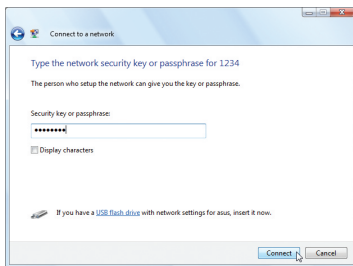 Connect to a network
Type the network security key or passphrase for 1234
The person who setup the network can give you the key or passphrase.
Security key or passphrase:
••••••••
Display characters
If you have a USB flash drive with network settings for asus, insert it now.
Connect
Cancel